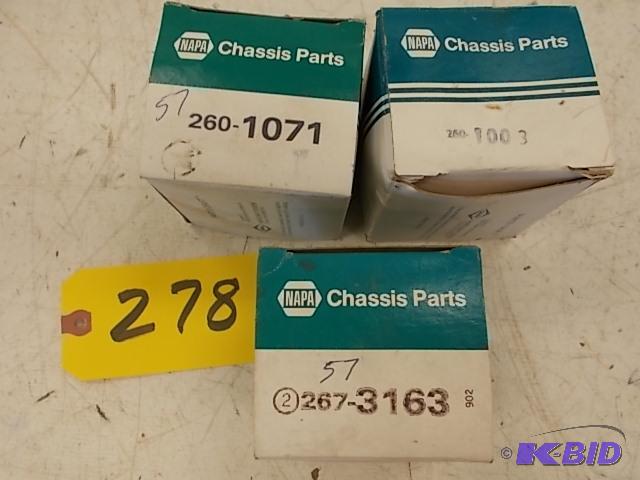 NAPA Chassis Parts
57
260-1071
NAPA Chassis Parts
260-1003
278
NAPA Chassis Parts
57
2 267-3163 902
© K-BID